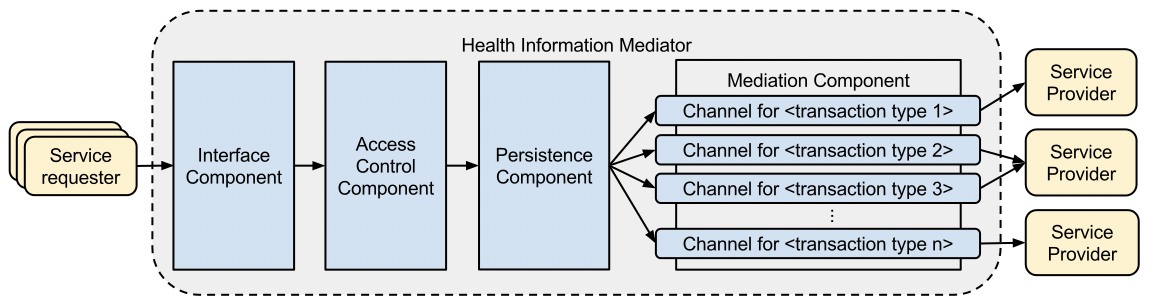 Health Information Mediator
Service
requester
Interface
Component
Access
Control
Component
Persistence
Component
Mediation Component
Channel for <transaction type 1>
Channel for <transaction type 2>
Channel for <transaction type 3>
...
Channel for <transaction type n>
Service
Provider
Service
Provider
Service
Provider